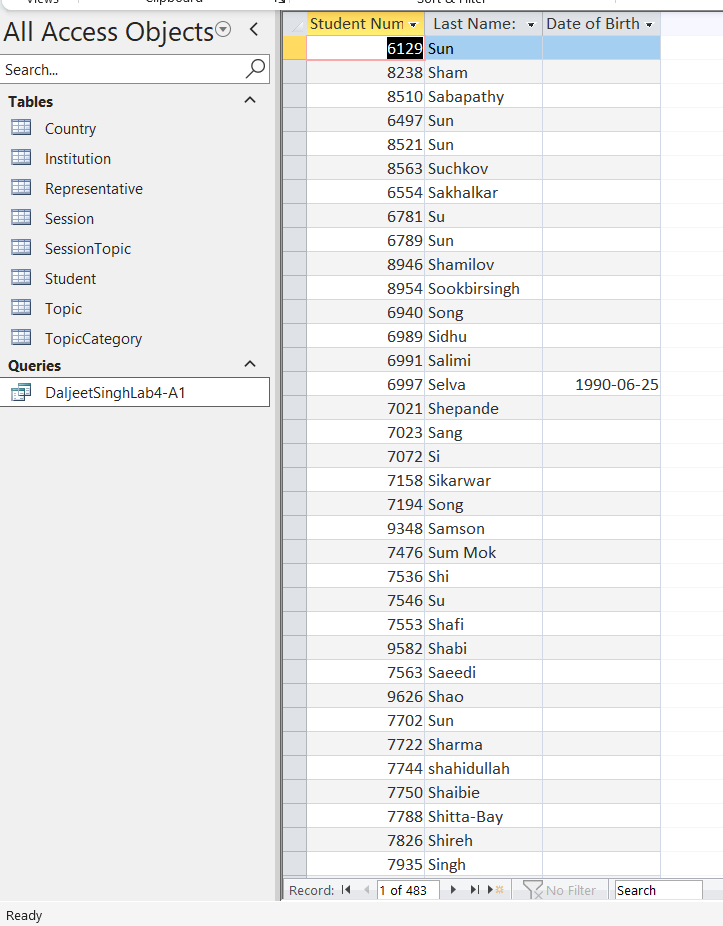 Views
Clipboard
Sort & Filter
All Access Objects
Search...
Tables
Country
Institution
Representative
Session
SessionTopic
Student
Topic
TopicCategory
Queries
DaljeetSinghLab4-A1
Student Num Last Name: Date of Birth
6129 Sun
8238 Sham
8510 Sabapathy
6497 Sun
8521 Sun
8563 Suchkov
6554 Sakhalkar
6781 Su
6789 Sun
8946 Shamilov
8954 Sookbirsingh
6940 Song
6989 Sidhu
6991 Salimi
6997 Selva 1990-06-25
7021 Shepande
7023 Sang
7072 Si
7158 Sikarwar
7194 Song
9348 Samson
7476 Sum Mok
7536 Shi
7546 Su
7553 Shafi
9582 Shabi
7563 Saeedi
9626 Shao
7702 Sun
7722 Sharma
7744 shahidullah
7750 Shaibie
7788 Shitta-Bay
7826 Shireh
7935 Singh
Record: 1 of 483 No Filter Search
Ready